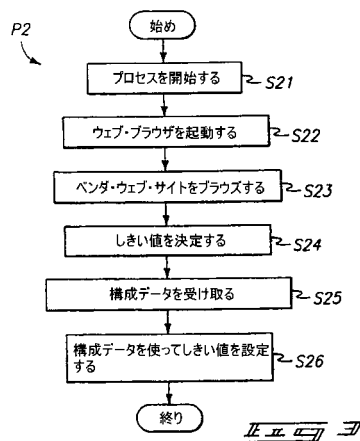 始め
P2
プロセスを開始する
S21
ウェブ・ブラウザを起動する
S22
ベンダ・ウェブ・サイトをブラウズする
S23
しきい値を決定する
S24
構成データを受け取る
S25
構成データを使ってしきい値を設定
する
S26
終り
FIG 3